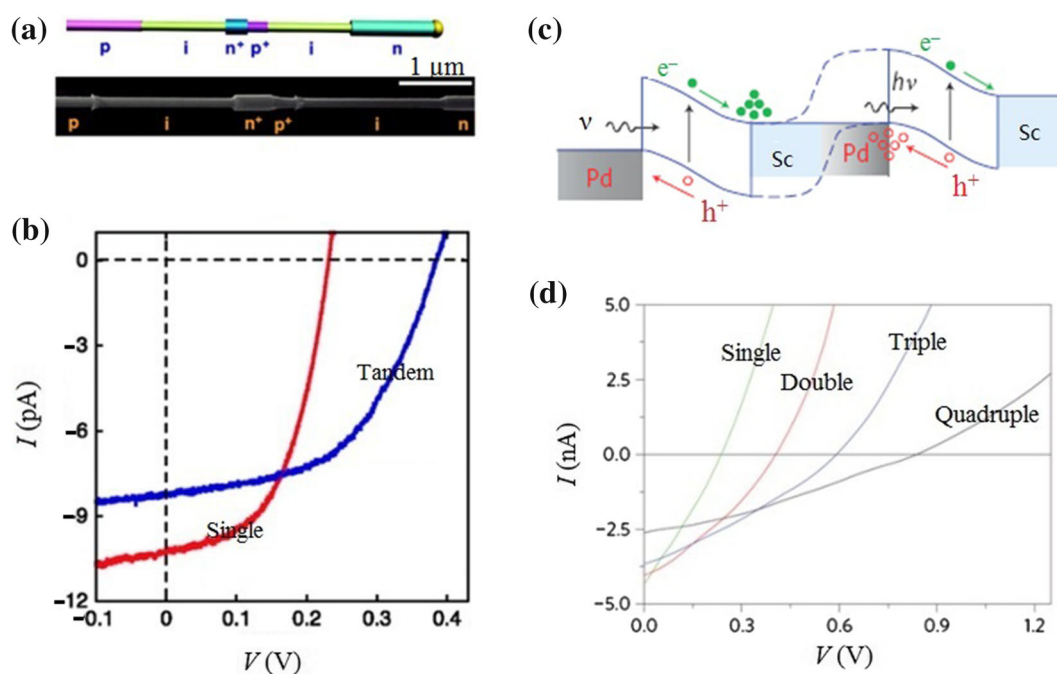 (a)
p i n⁺ p⁺ i n
1 μm
p i n⁺ p⁺ i n
(b)
0
−3
−6
−9
−12
I (pA)
Tandem
Single
-0.1 0 0.1 0.2 0.3 0.4
V (V)
(c)
e⁻
e⁻
hν
ν
Sc
Sc
Pd
Pd
h⁺
h⁺
(d)
5.0
2.5
0.0
−2.5
−5.0
I (nA)
Single
Double
Triple
Quadruple
0.0 0.3 0.6 0.9 1.2
V (V)